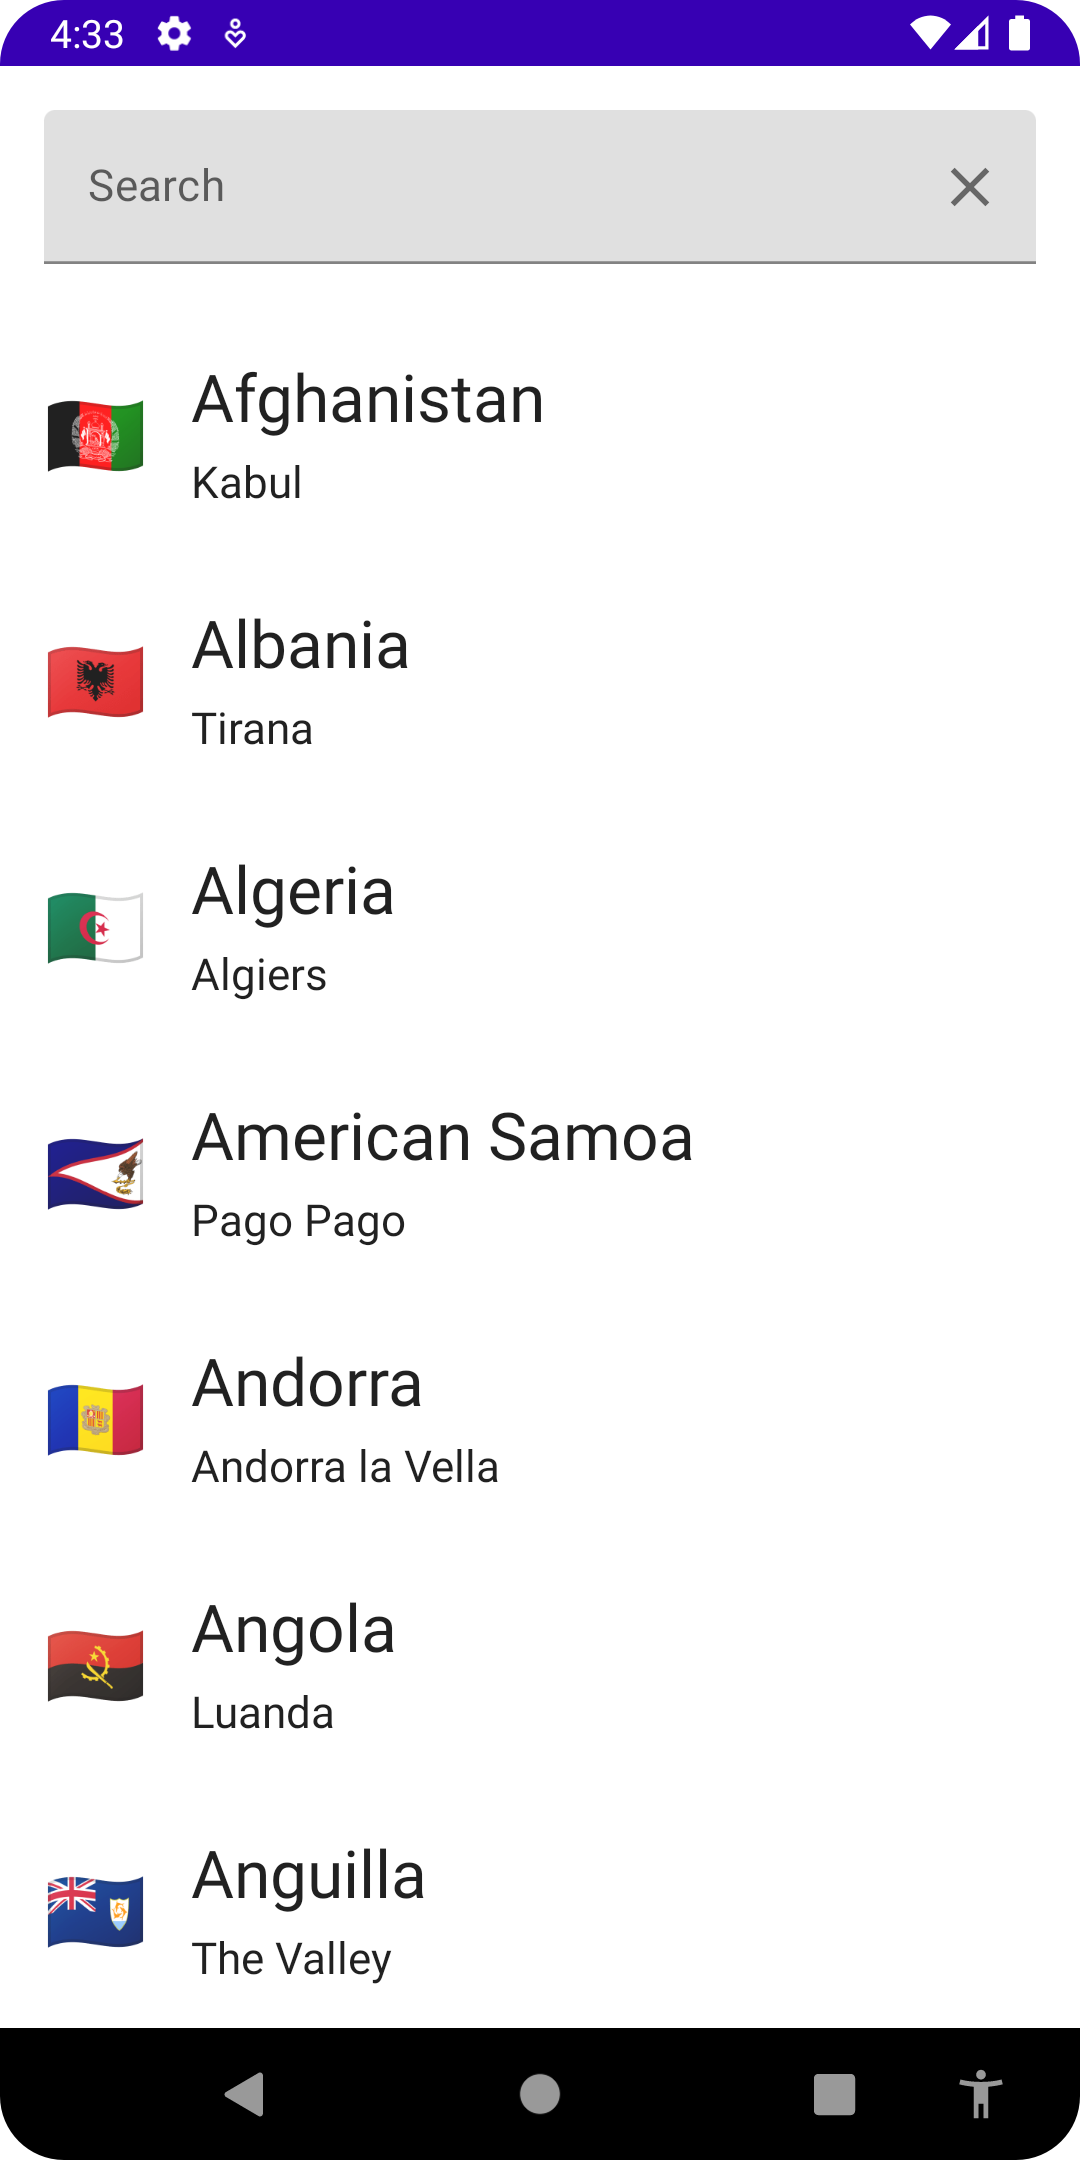 4:33
Search
Afghanistan
Kabul
Albania
Tirana
Algeria
Algiers
American Samoa
Pago Pago
Andorra
Andorra la Vella
Angola
Luanda
Anguilla
The Valley